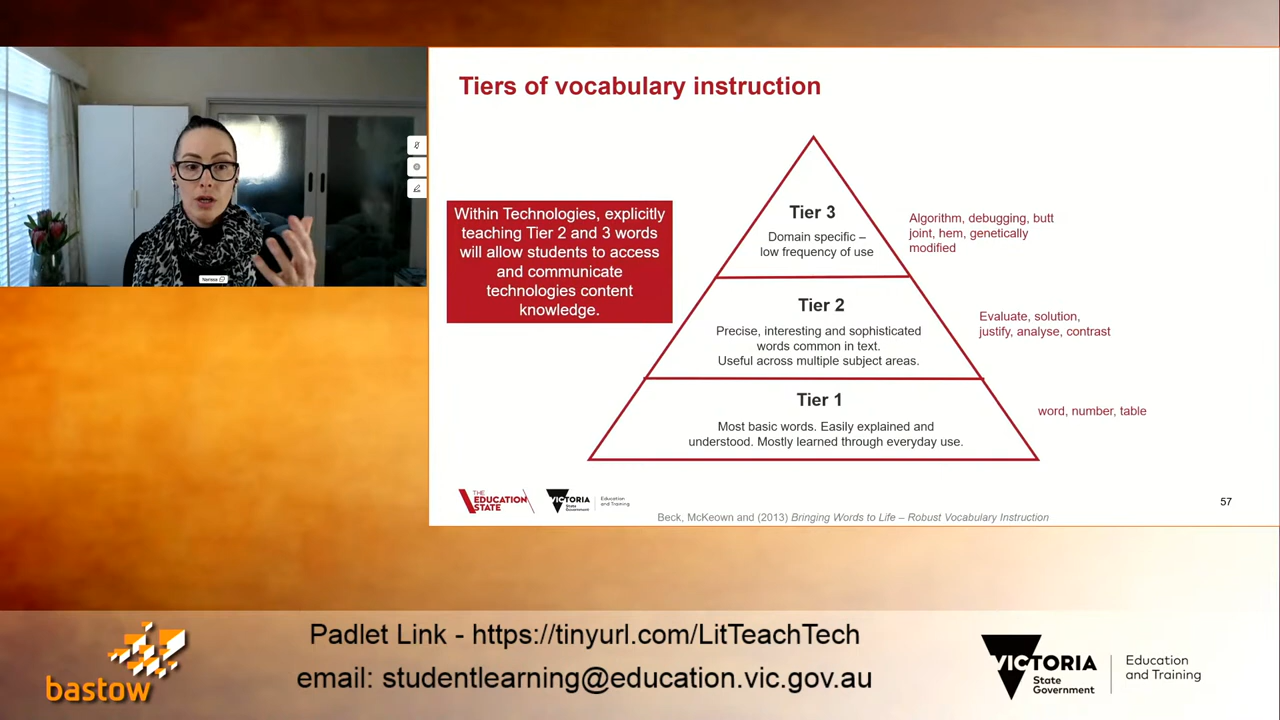 Tiers of vocabulary instruction
Within Technologies, explicitly
teaching Tier 2 and 3 words
will allow students to access
and communicate
technologies content
knowledge.
Tier 3
Domain specific –
low frequency of use
Algorithm, debugging, butt
joint, hem, genetically
modified
Tier 2
Precise, interesting and sophisticated
words common in text.
Useful across multiple subject areas.
Evaluate, solution,
justify, analyse, contrast
Tier 1
Most basic words. Easily explained and
understood. Mostly learned through everyday use.
word, number, table
Nerissa
THE
EDUCATION
STATE
VICTORIA
State
Government
Education
and Training
57
Beck, McKeown and (2013) Bringing Words to Life – Robust Vocabulary Instruction
bastow
Padlet Link - https://tinyurl.com/LitTeachTech
email: studentlearning@education.vic.gov.au
VICTORIA
State
Government
Education
and Training